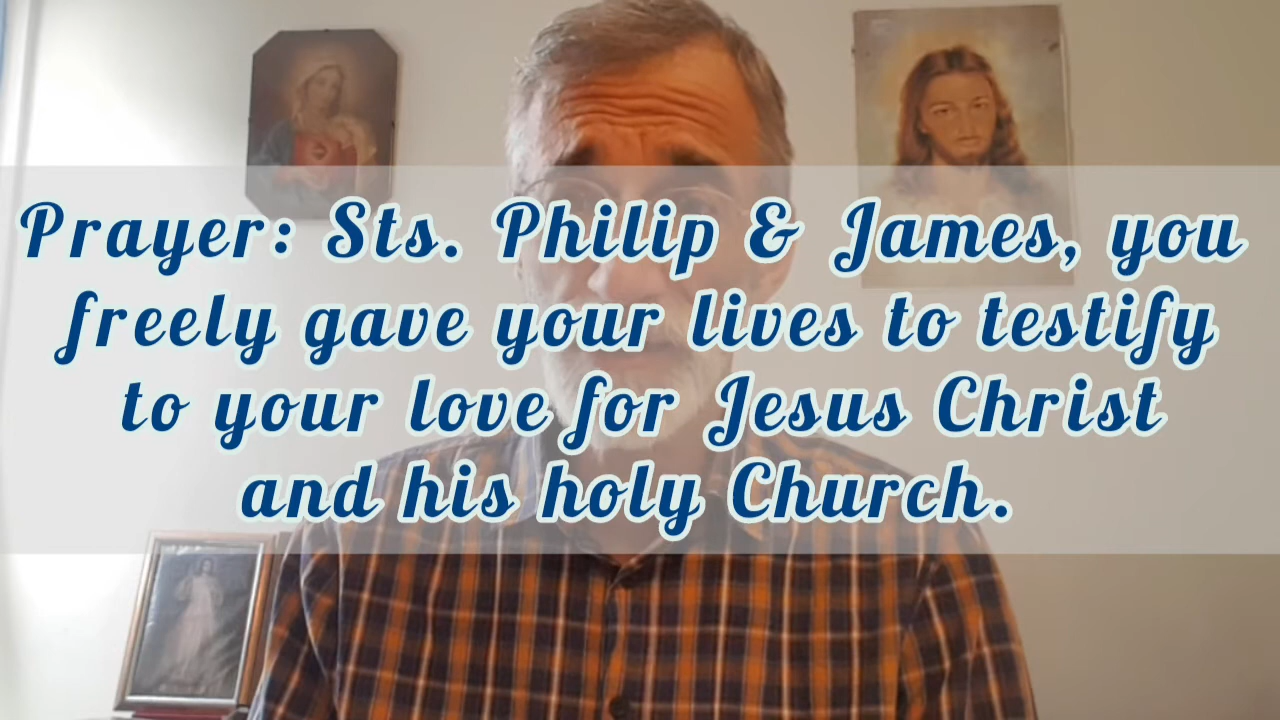 Prayer: Sts. Philip & James, you
freely gave your lives to testify
to your love for Jesus Christ
and his holy Church.